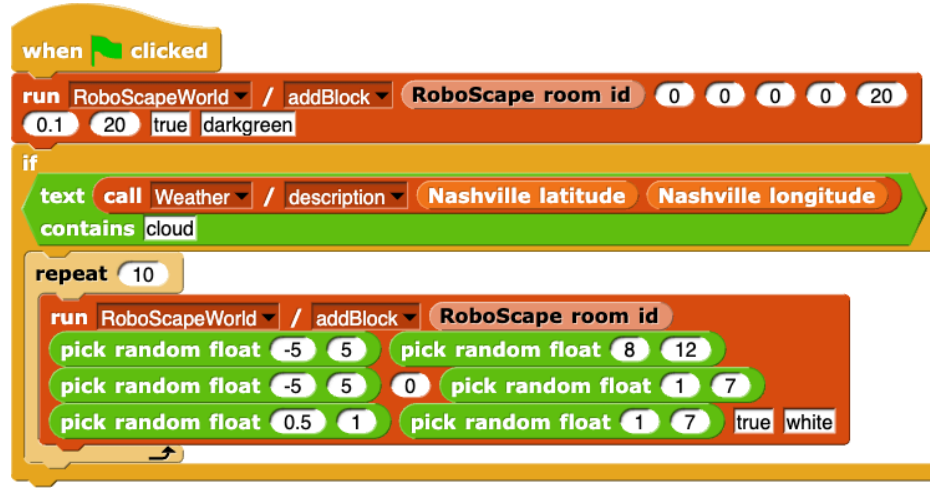 when clicked
run RoboScapeWorld / addBlock RoboScape room id 0 0 0 0 20
0.1 20 true darkgreen
if
text call Weather / description Nashville latitude Nashville longitude
contains cloud
repeat 10
run RoboScapeWorld / addBlock RoboScape room id
pick random float -5 5 pick random float 8 12
pick random float -5 5 0 pick random float 1 7
pick random float 0.5 1 pick random float 1 7 true white